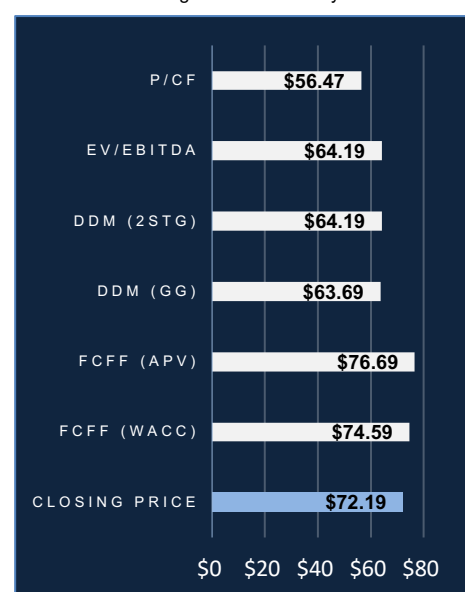 P/CF $56.47
EV/EBITDA $64.19
DDM (2STG) $64.19
DDM (GG) $63.69
FCFF (APV) $76.69
FCFF (WACC) $74.59
CLOSING PRICE $72.19
$0 $20 $40 $60 $80